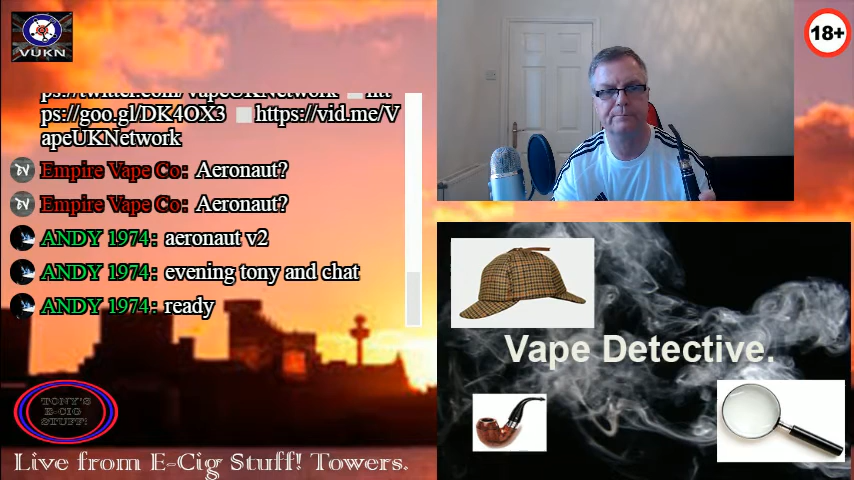 VUKN
18+
ps://twitter.com/VapeUKNetwork htt
ps://goo.gl/DK4OX3 https://vid.me/V
apeUKNetwork
Empire Vape Co: Aeronaut?
Empire Vape Co: Aeronaut?
ANDY 1974: aeronaut v2
ANDY 1974: evening tony and chat
ANDY 1974: ready
Vape Detective.
TONY'S
E-CIG
STUFF!
Live from E-Cig Stuff! Towers.